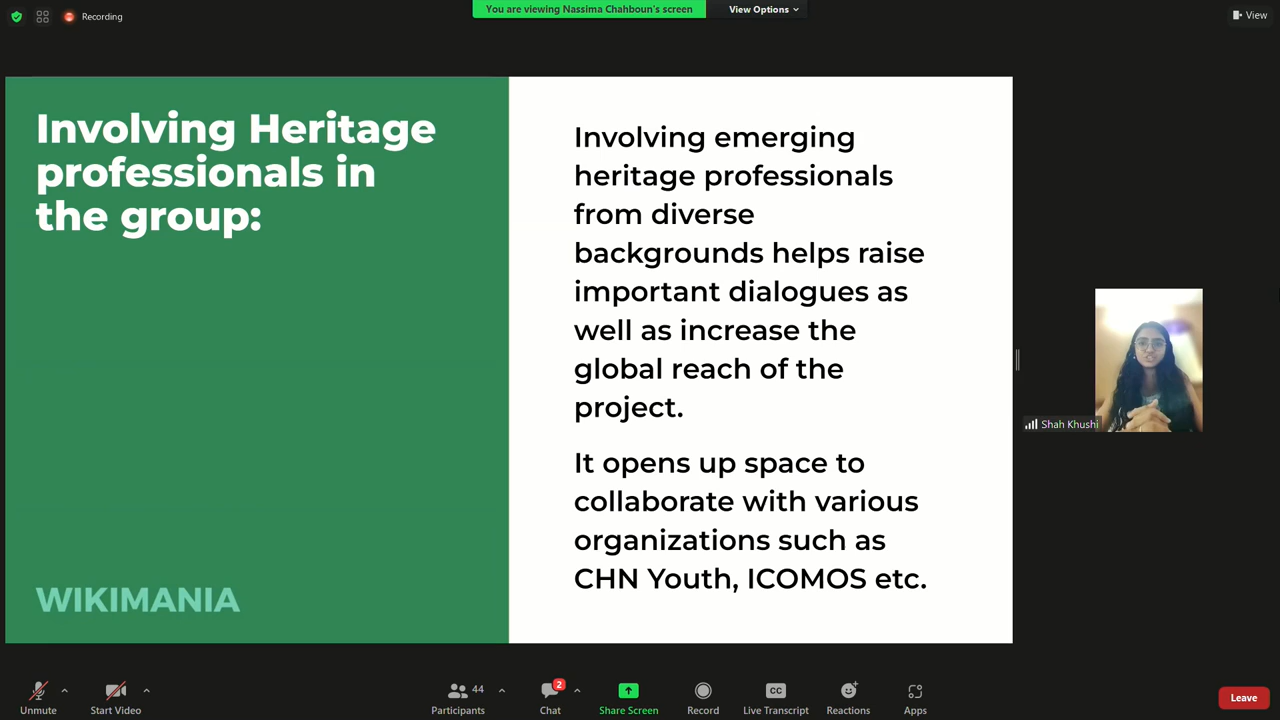 Recording
You are viewing Nassima Chahboun's screen
View Options
View
Involving Heritage
professionals in
the group:
WIKIMANIA
Involving emerging
heritage professionals
from diverse
backgrounds helps raise
important dialogues as
well as increase the
global reach of the
project.
It opens up space to
collaborate with various
organizations such as
CHN Youth, ICOMOS etc.
Shah Khushi
Unmute
Start Video
44
Participants
2
Chat
Share Screen
Record
CC
Live Transcript
Reactions
Apps
Leave